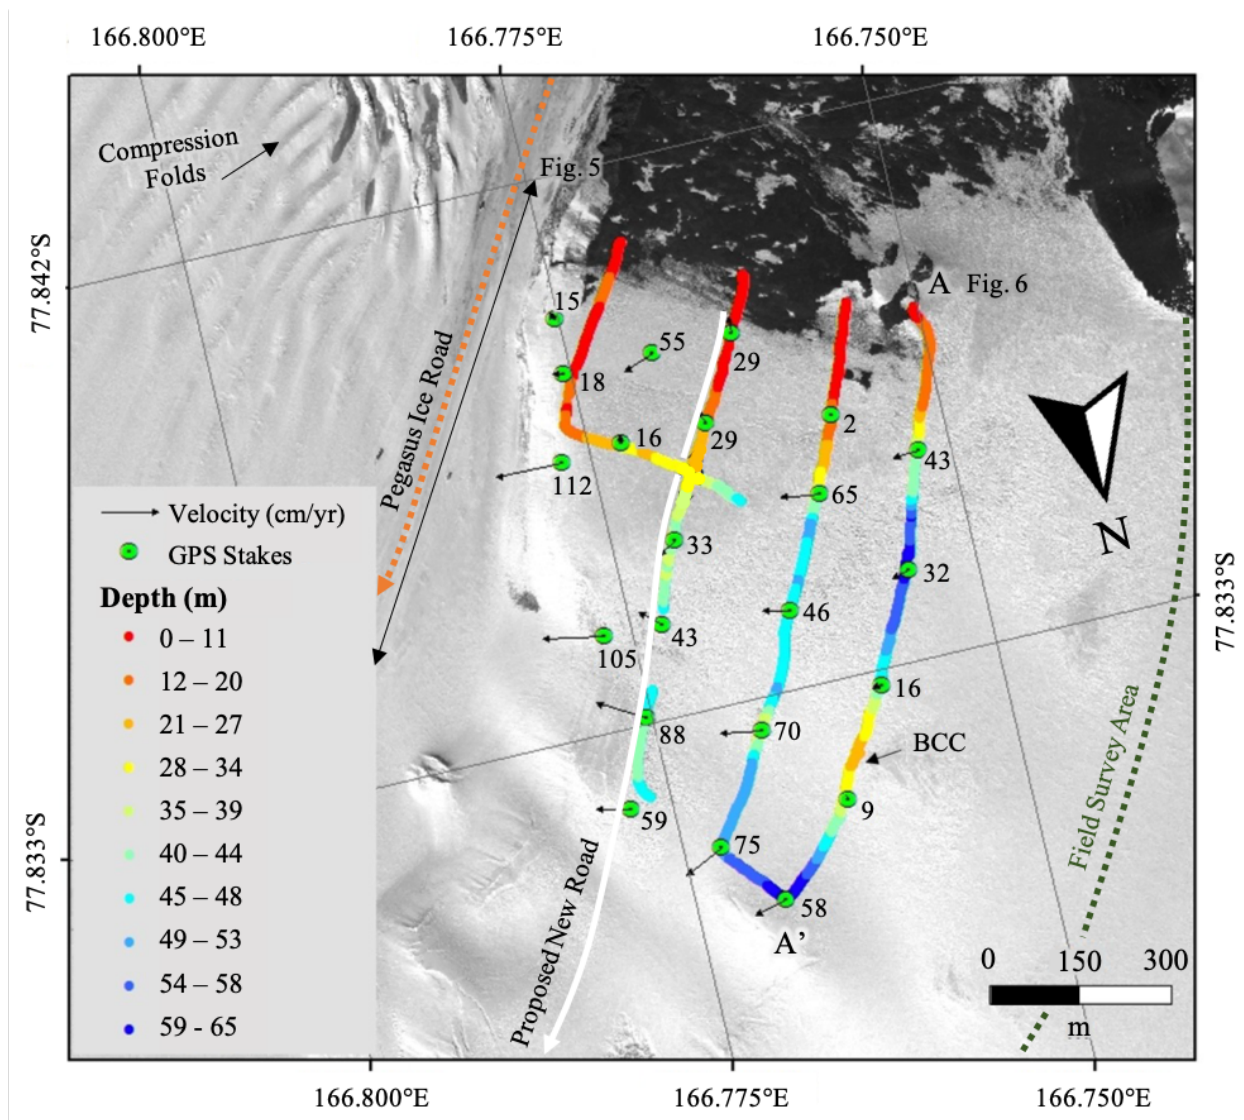 166.800°E
166.775°E
166.750°E
Compression
Folds
Fig. 5
77.842°S
A
Fig. 6
15
55
29
18
Pegasus Ice Road
16
29
2
43
112
65
Velocity (cm/yr)
GPS Stakes
33
32
N
77.833°S
Depth (m)
0 – 11
12 – 20
21 – 27
28 – 34
35 – 39
40 – 44
45 – 48
49 – 53
54 – 58
59 - 65
46
43
105
16
88
70
BCC
Field Survey Area
59
9
75
77.833°S
58
A’
Proposed New Road
0
150
300
m
166.800°E
166.775°E
166.750°E